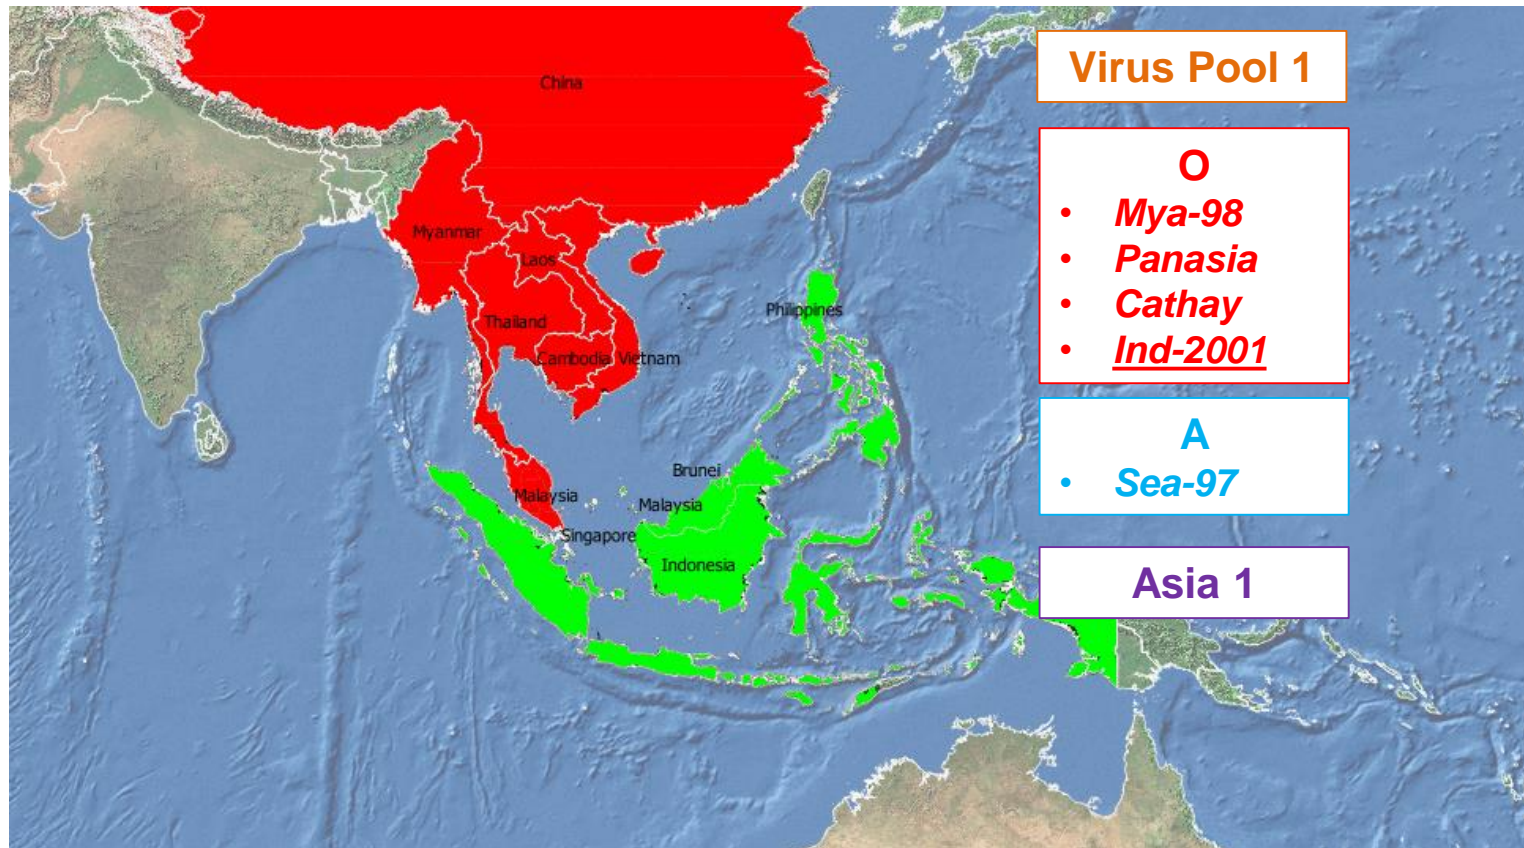 China
Myanmar
Laos
Thailand
Cambodia Vietnam
Philippines
Malaysia
Singapore
Brunei
Malaysia
Indonesia
Virus Pool 1
O
• Mya-98
• Panasia
• Cathay
• Ind-2001
A
• Sea-97
Asia 1